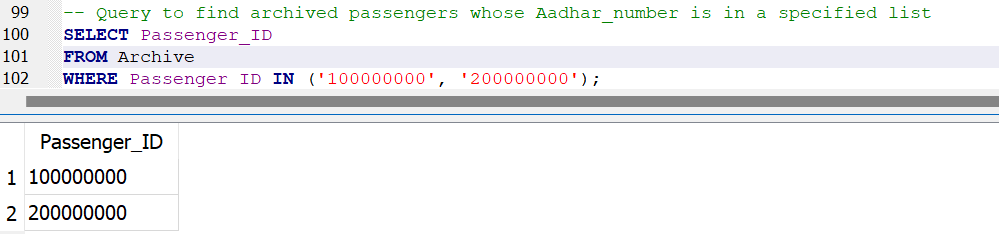 99 -- Query to find archived passengers whose Aadhar_number is in a specified list
100 SELECT Passenger_ID
101 FROM Archive
102 WHERE Passenger ID IN ('100000000', '200000000');
Passenger_ID
1 100000000
2 200000000